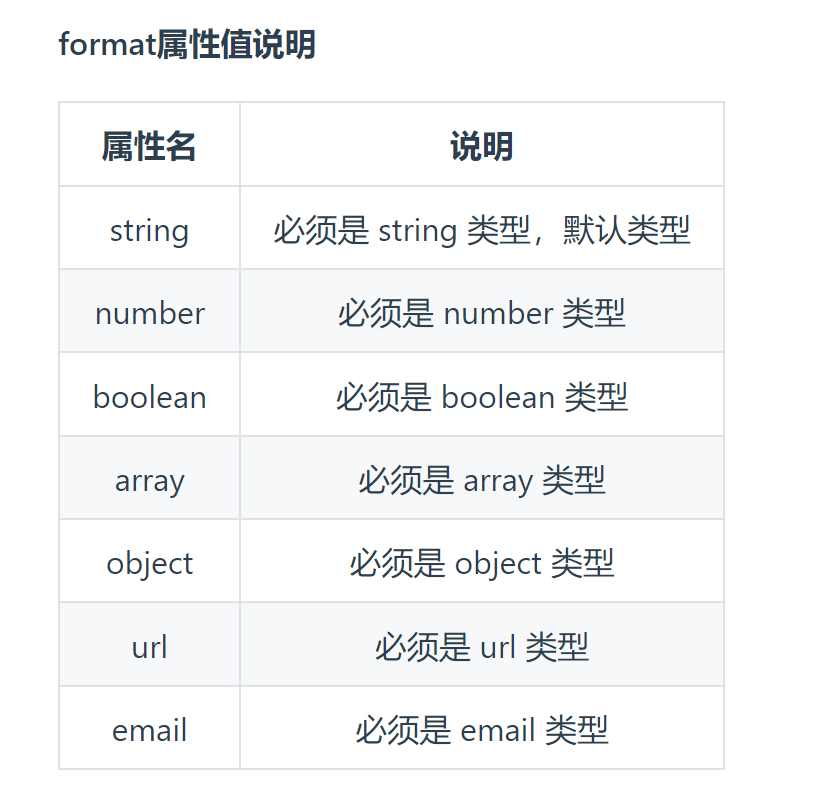 format属性值说明
属性名 说明
string 必须是 string 类型，默认类型
number 必须是 number 类型
boolean 必须是 boolean 类型
array 必须是 array 类型
object 必须是 object 类型
url 必须是 url 类型
email 必须是 email 类型